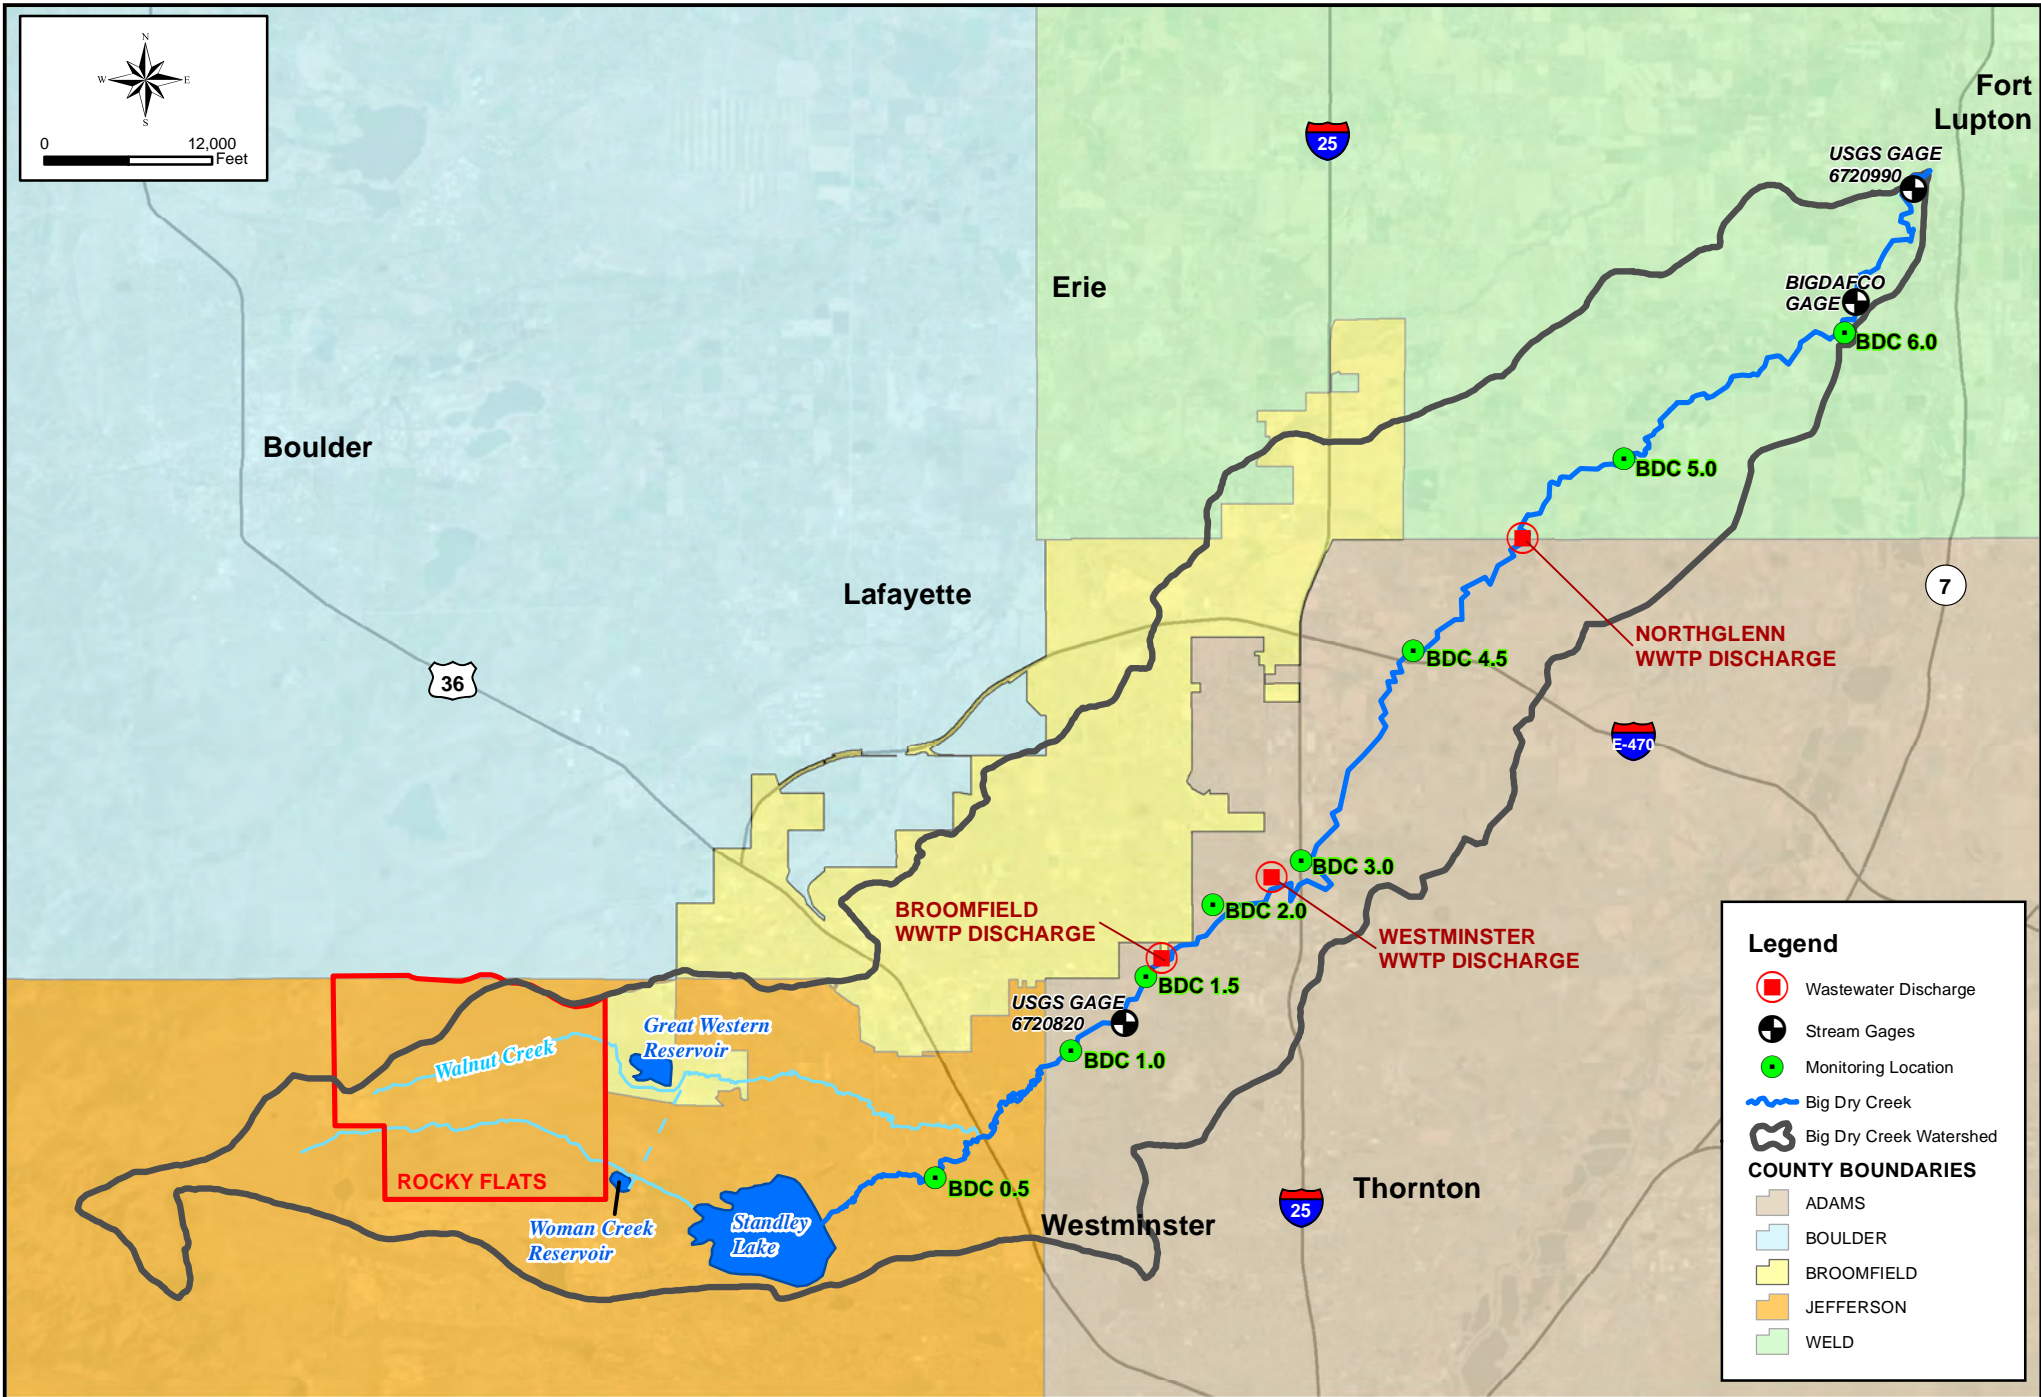 N
W
E
S
0
12,000
Feet
Fort
Lupton
25
USGS GAGE
6720990
Erie
BIGDAFCO
GAGE
BDC 6.0
Boulder
BDC 5.0
Lafayette
7
NORTHGLENN
WWTP DISCHARGE
BDC 4.5
36
E-470
BDC 3.0
BROOMFIELD
WWTP DISCHARGE
BDC 2.0
WESTMINSTER
WWTP DISCHARGE
BDC 1.5
USGS GAGE
6720820
Great Western
Reservoir
Walnut Creek
BDC 1.0
ROCKY FLATS
BDC 0.5
Thornton
25
Woman Creek
Reservoir
Standley
Lake
Westminster
Legend
Wastewater Discharge
Stream Gages
Monitoring Location
Big Dry Creek
Big Dry Creek Watershed
COUNTY BOUNDARIES
ADAMS
BOULDER
BROOMFIELD
JEFFERSON
WELD